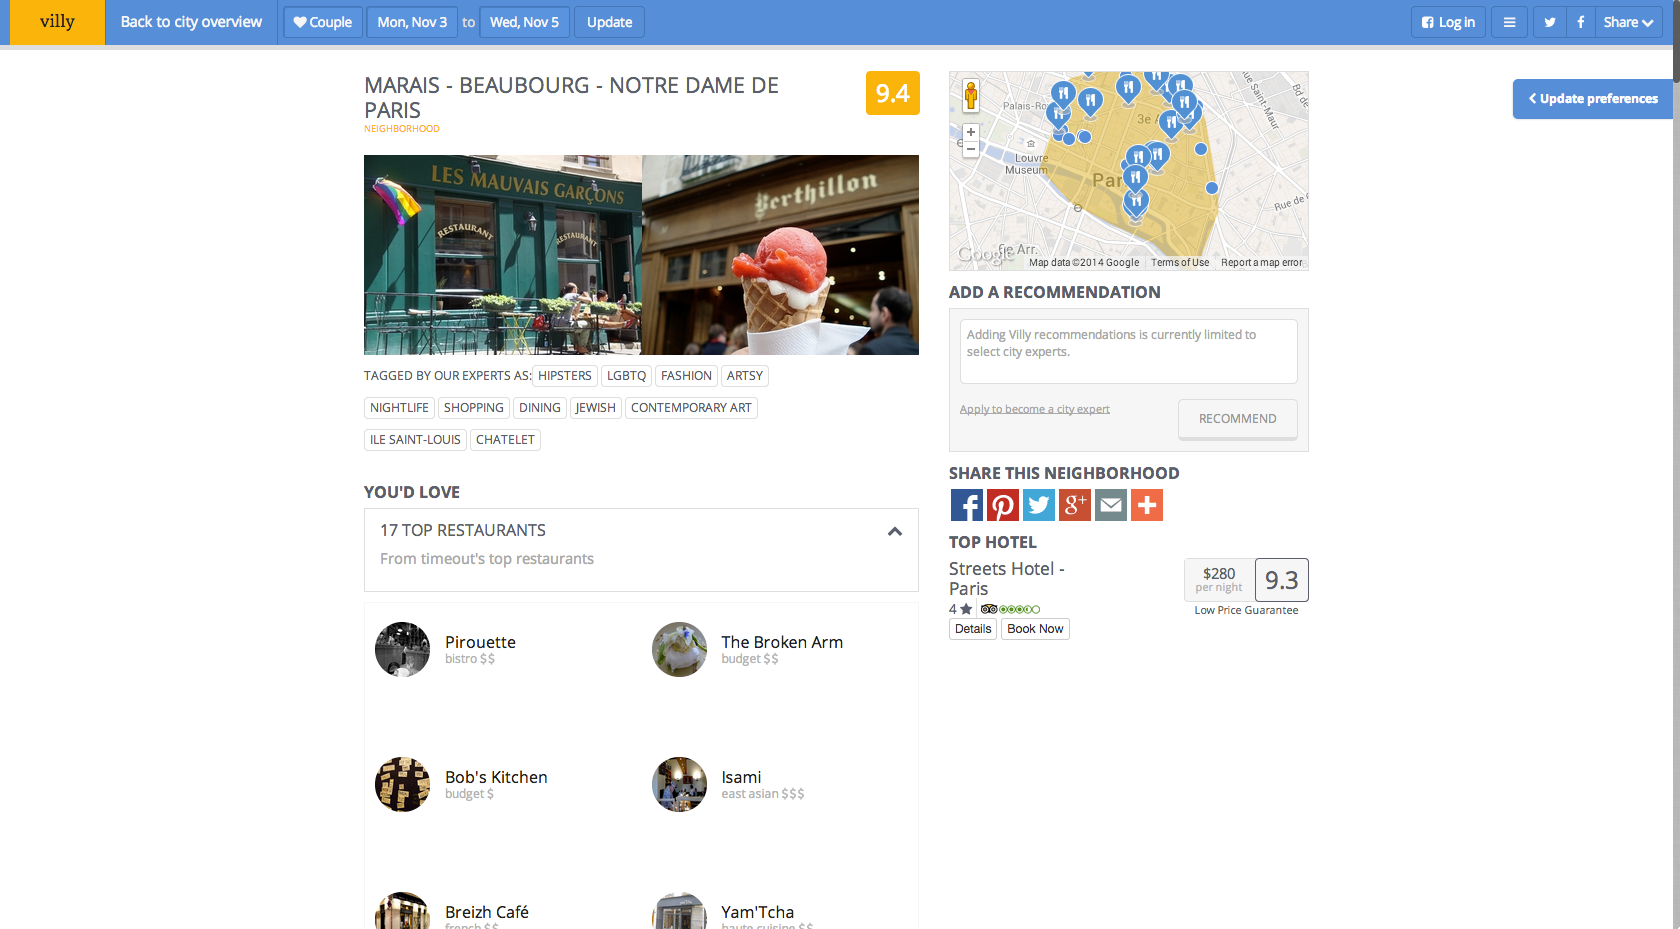 villy
Back to city overview
Couple
Mon, Nov 3
to
Wed, Nov 5
Update
Log in
Share
Update preferences
MARAIS - BEAUBOURG - NOTRE DAME DE
PARIS
NEIGHBORHOOD
9.4
LES MAUVAIS GARÇONS
RESTAURANT
RESTAURANT
Berthillon
TAGGED BY OUR EXPERTS AS: HIPSTERS LGBTQ FASHION ARTSY
NIGHTLIFE SHOPPING DINING JEWISH CONTEMPORARY ART
ILE SAINT-LOUIS CHATELET
YOU'D LOVE
17 TOP RESTAURANTS
From timeout's top restaurants
Pirouette
bistro $$
The Broken Arm
budget $$
Bob's Kitchen
budget $
Isami
east asian $$$
Breizh Café
french $$
Yam'Tcha
haute cuisine $$
Palais-Ro
3e A
Rue Saint-Maur
Bd de
Louvre
Museum
Par
Rue de
6e Arr.
Google
Map data ©2014 Google
Terms of Use
Report a map error
ADD A RECOMMENDATION
Adding Villy recommendations is currently limited to
select city experts.
Apply to become a city expert
RECOMMEND
SHARE THIS NEIGHBORHOOD
TOP HOTEL
Streets Hotel -
Paris
4
$280
per night
9.3
Low Price Guarantee
Details
Book Now